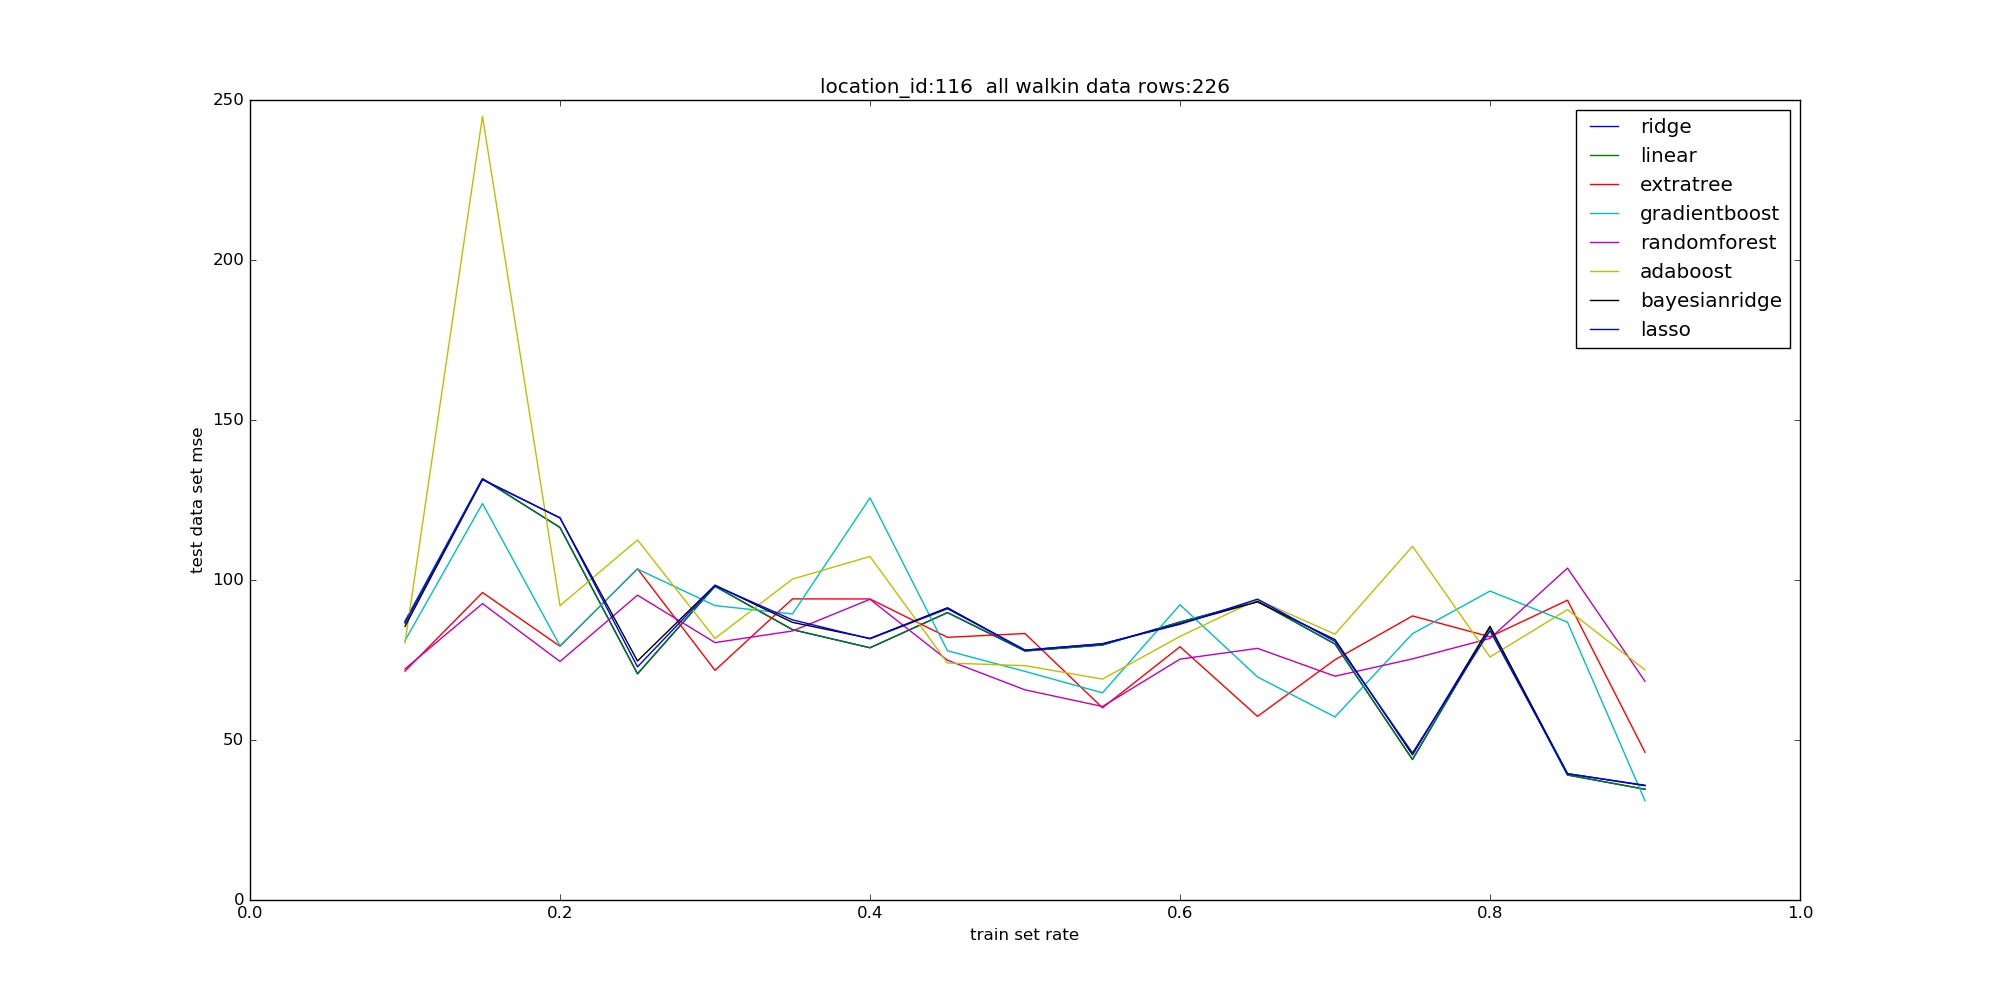 location_id:116  all walkin data rows:226
250
200
150
100
50
0
test data set mse
ridge
linear
extratree
gradientboost
randomforest
adaboost
bayesianridge
lasso
0.0 0.2 0.4 0.6 0.8 1.0
train set rate